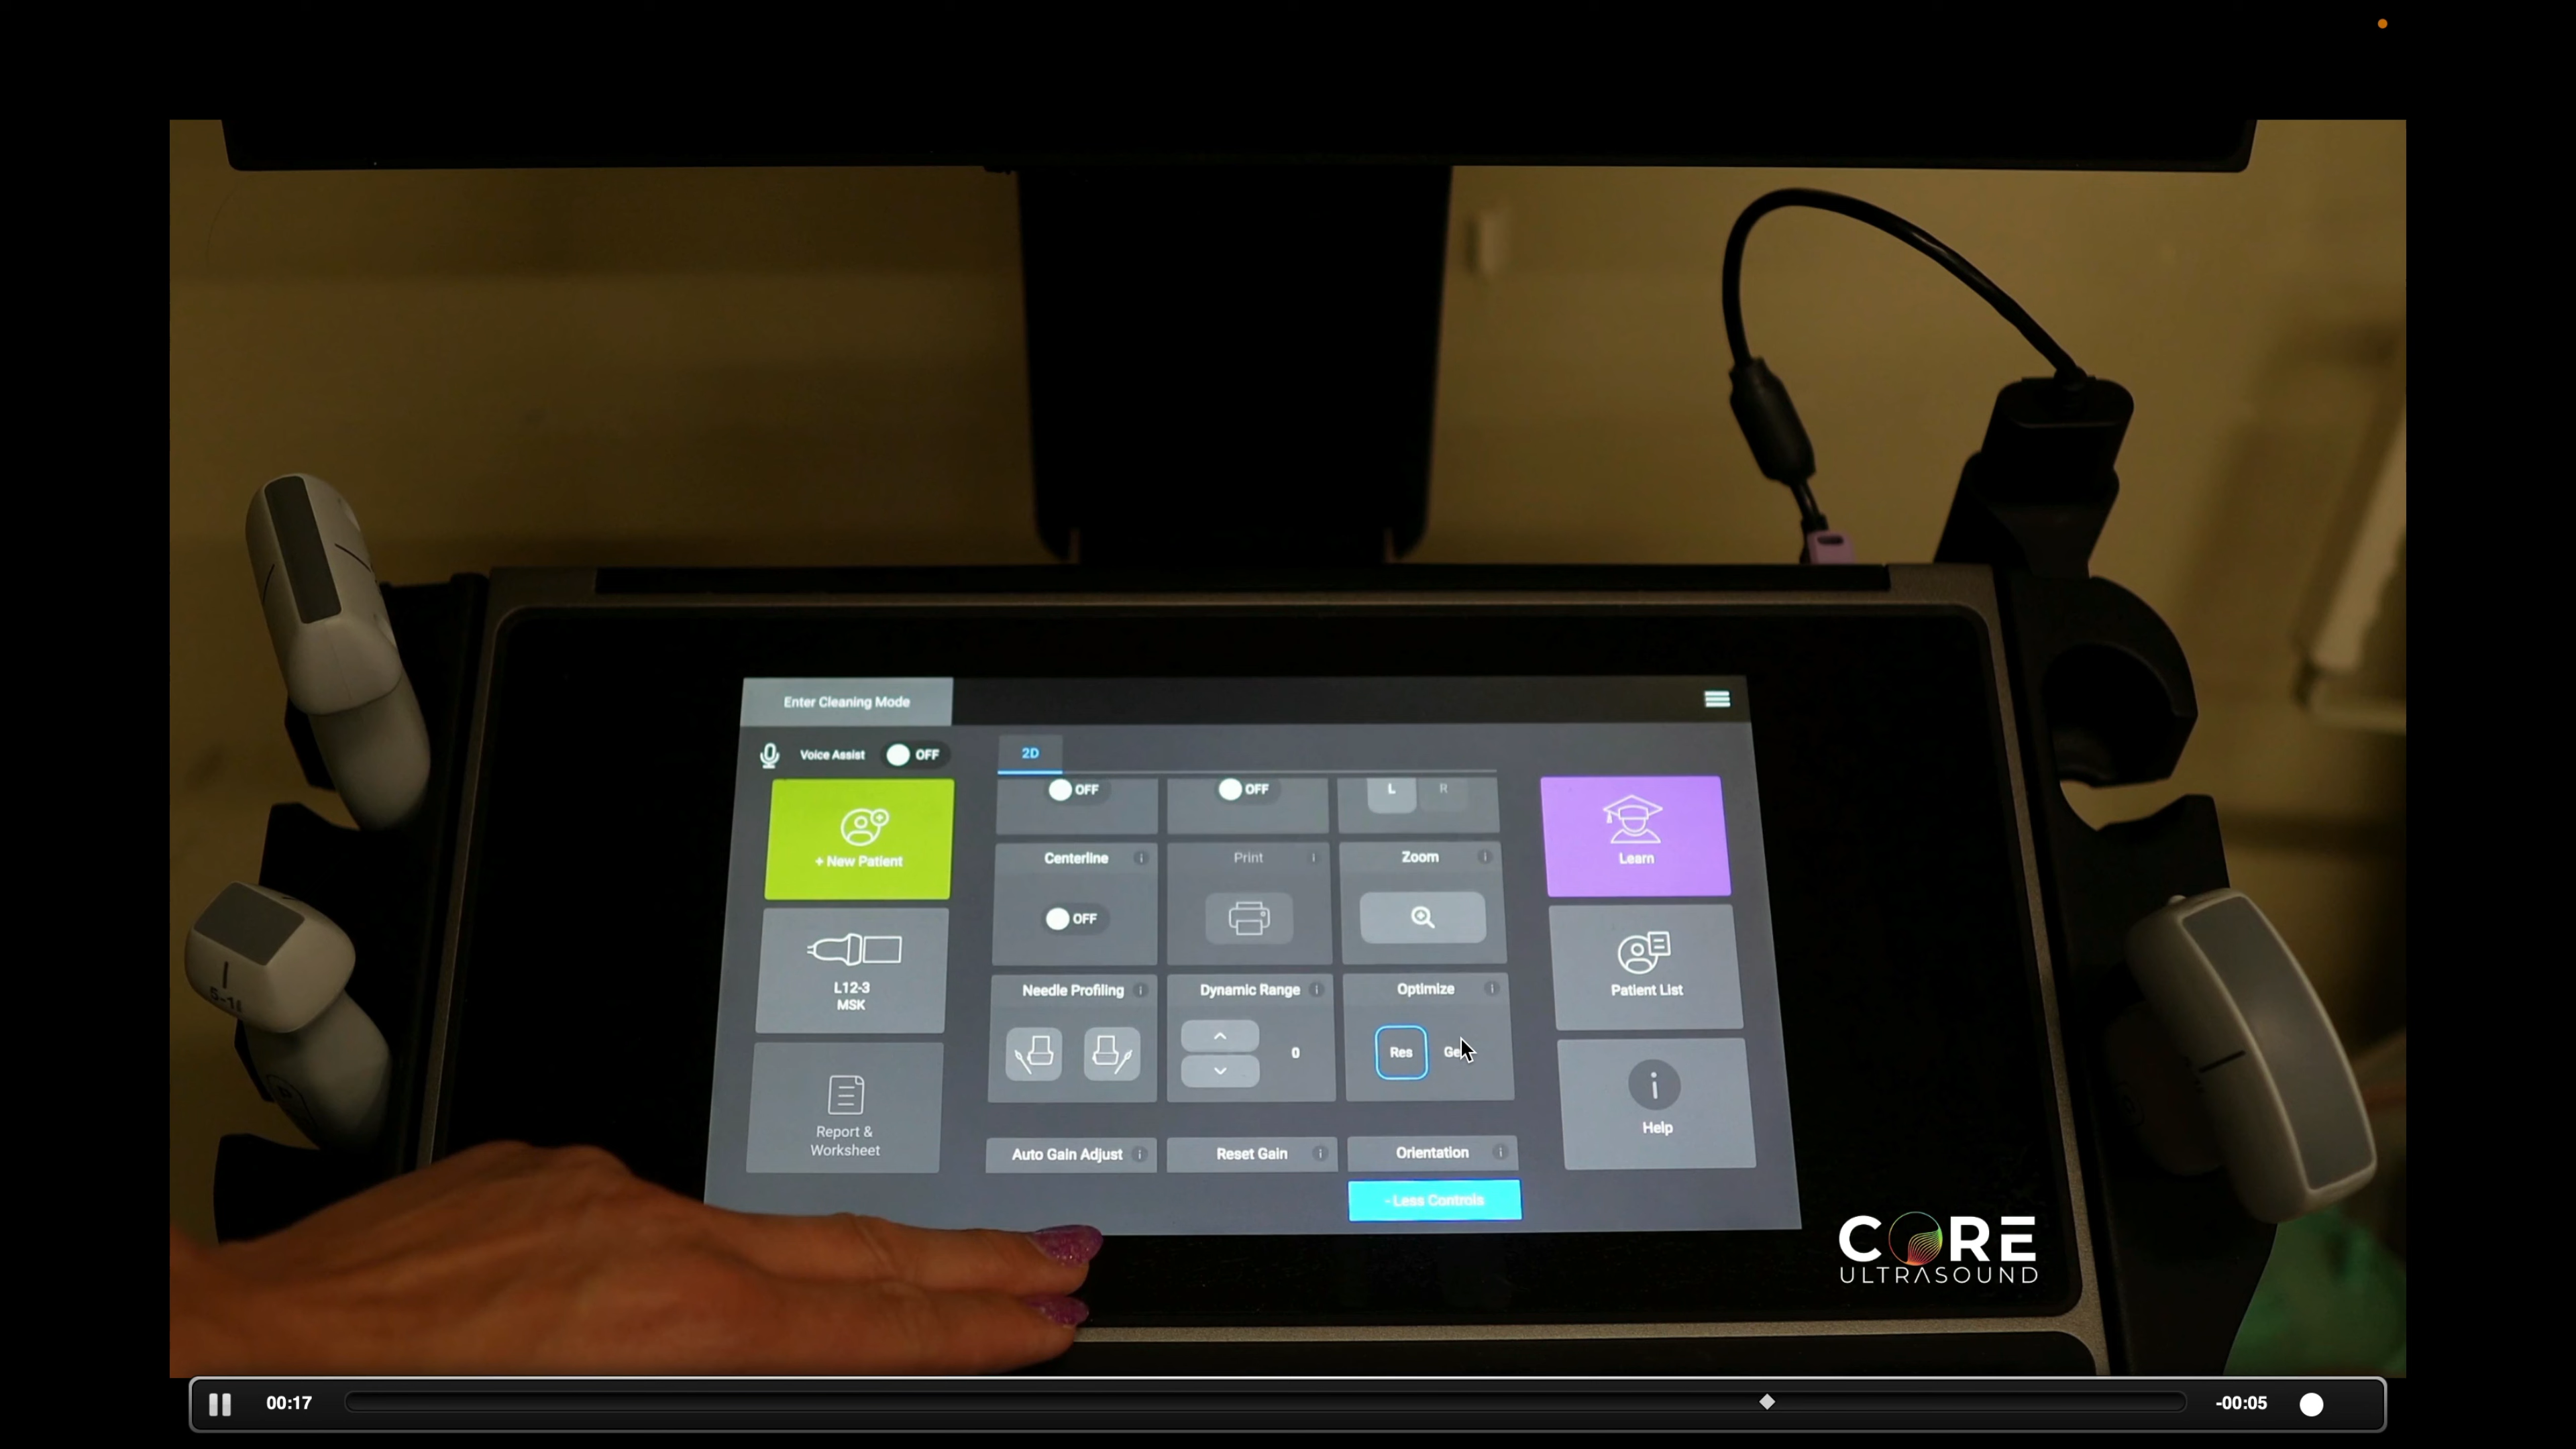 Enter Cleaning Mode
Voice Assist OFF
2D
OFF
OFF
L R
+ New Patient
Centerline
Print
Zoom
Learn
OFF
L12-3
MSK
Needle Profiling
Dynamic Range
Optimize
Patient List
0
Res
Report &
Worksheet
Help
Auto Gain Adjust
Reset Gain
Orientation
- Less Controls
CORE
ULTRASOUND
00:17
-00:05